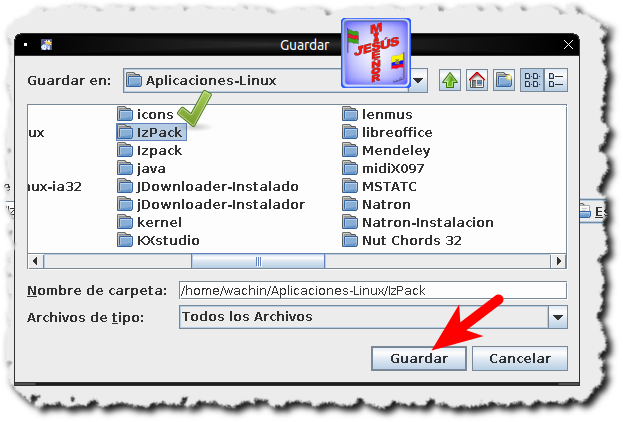 Guardar
MI SEÑOR
JESÚS
Guardar en:
Aplicaciones-Linux
icons
IzPack
Izpack
java
JDownloader-Instalado
JDownloader-Instalador
kernel
KXstudio
lenmus
libreoffice
Mendeley
midiX097
MSTATC
Natron
Natron-Instalacion
Nut Chords 32
ux
nux-ia32
Es
Nombre de carpeta:
/home/wachin/Aplicaciones-Linux/IzPack
Archivos de tipo:
Todos los Archivos
Guardar
Cancelar